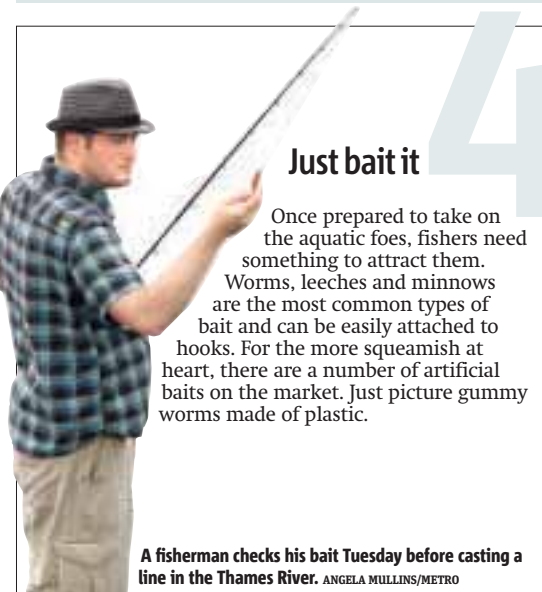 4
Just bait it
Once prepared to take on
the aquatic foes, fishers need
something to attract them.
Worms, leeches and minnows
are the most common types of
bait and can be easily attached to
hooks. For the more squeamish at
heart, there are a number of artificial
baits on the market. Just picture gummy
worms made of plastic.
A fisherman checks his bait Tuesday before casting a
line in the Thames River. ANGELA MULLINS/METRO